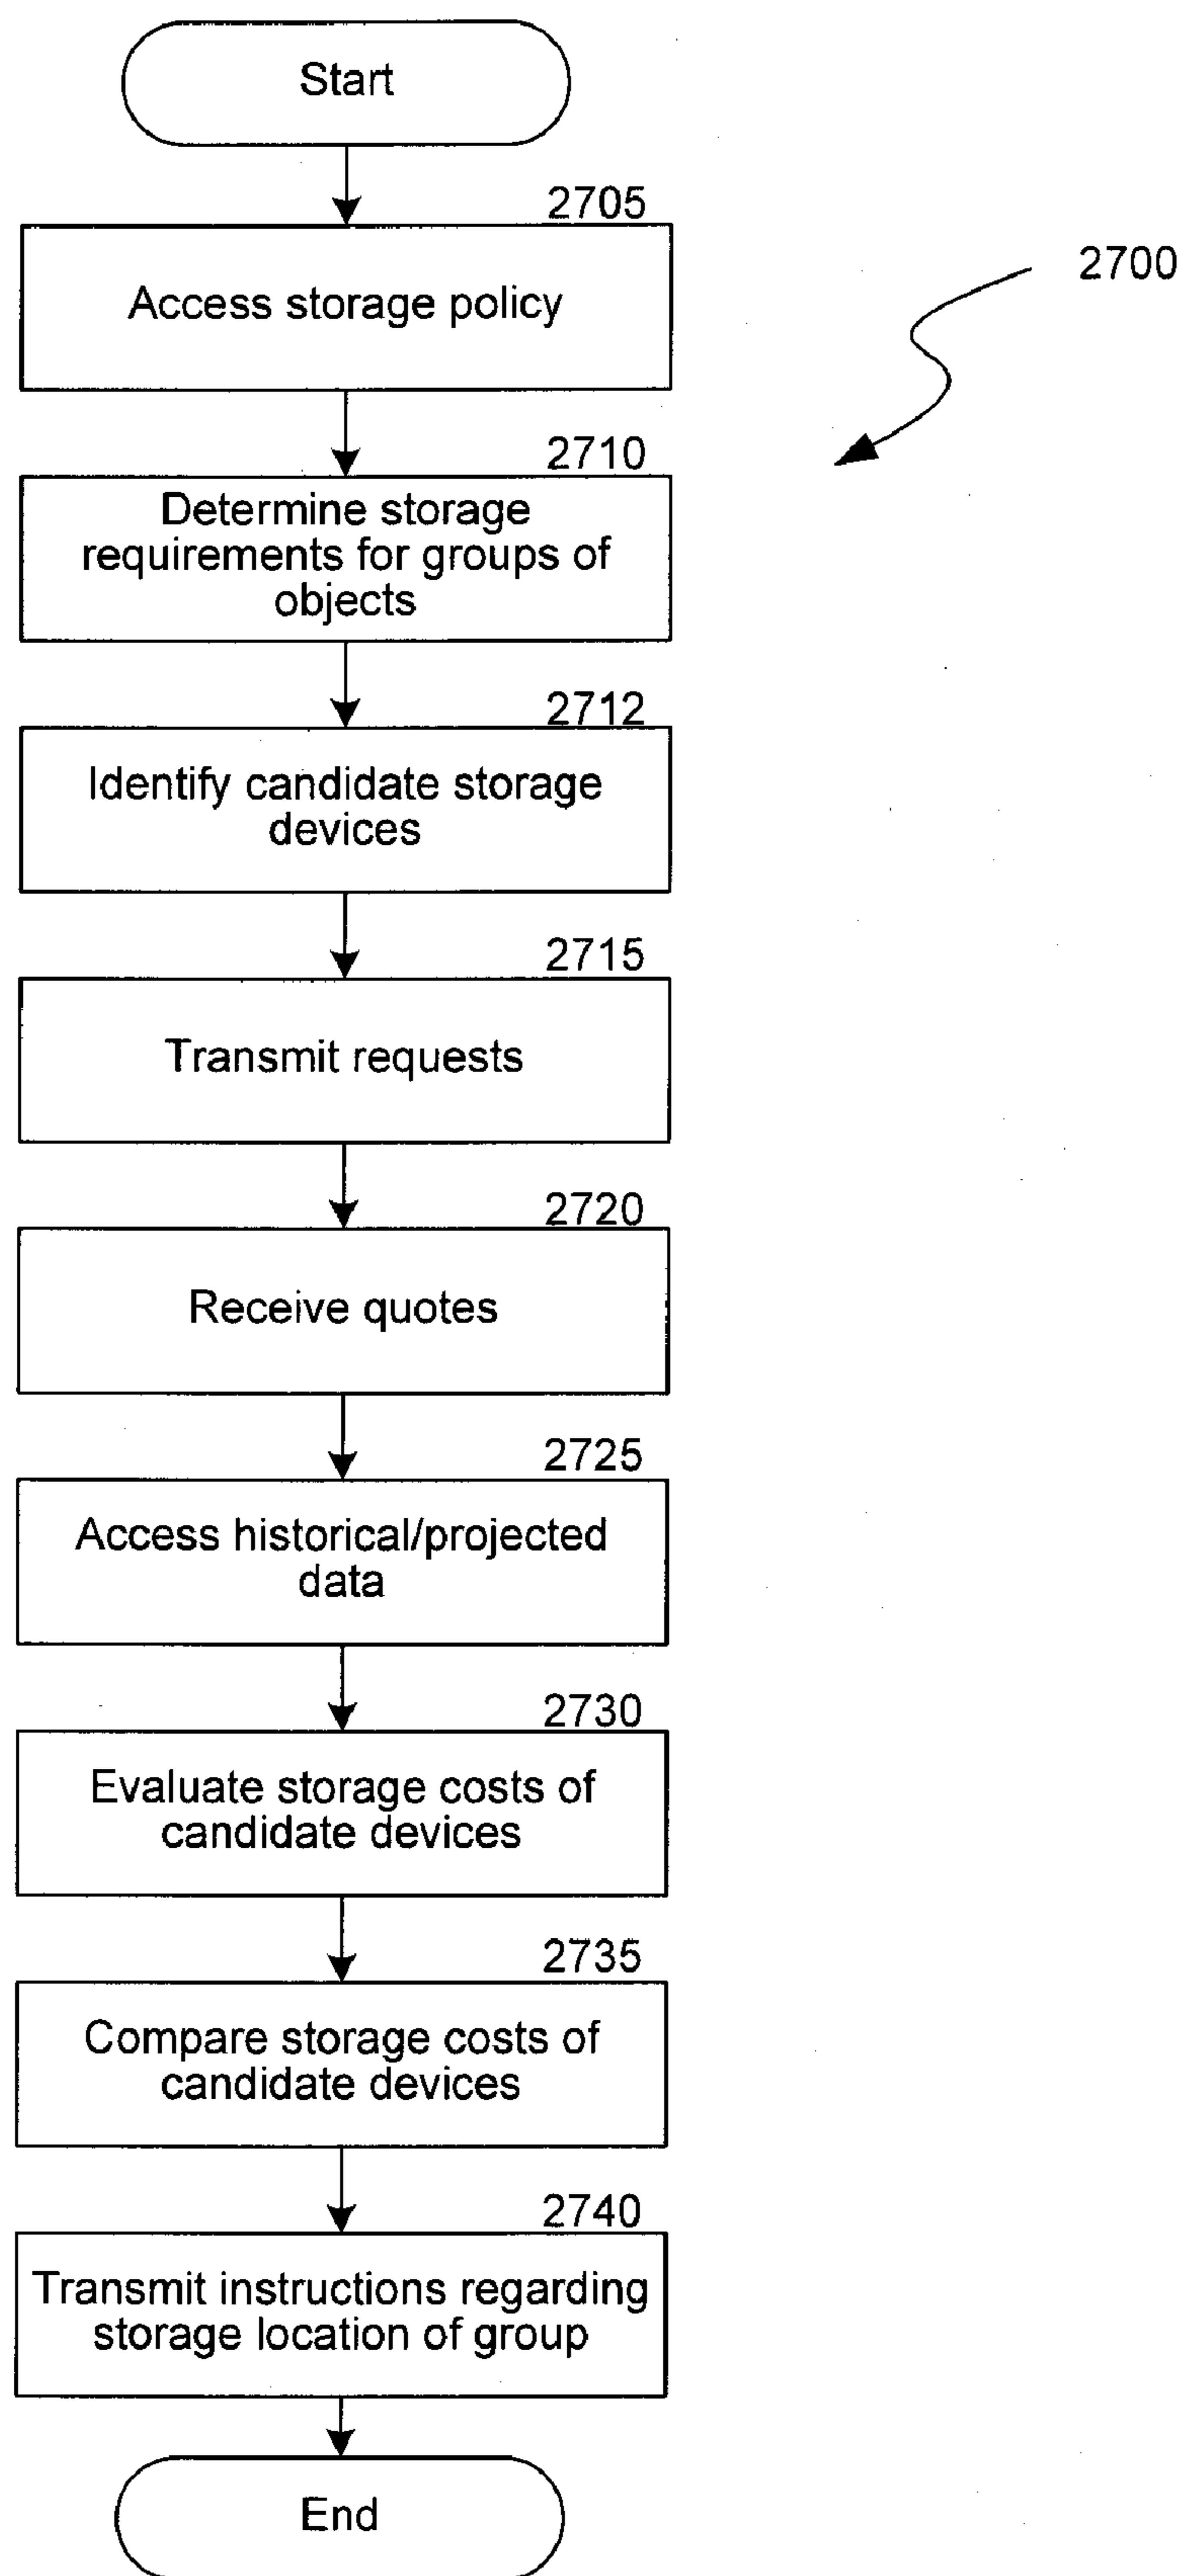 Start
2705
2700
Access storage policy
2710
Determine storage
requirements for groups of
objects
2712
Identify candidate storage
devices
2715
Transmit requests
2720
Receive quotes
2725
Access historical/projected
data
2730
Evaluate storage costs of
candidate devices
2735
Compare storage costs of
candidate devices
2740
Transmit instructions regarding
storage location of group
End